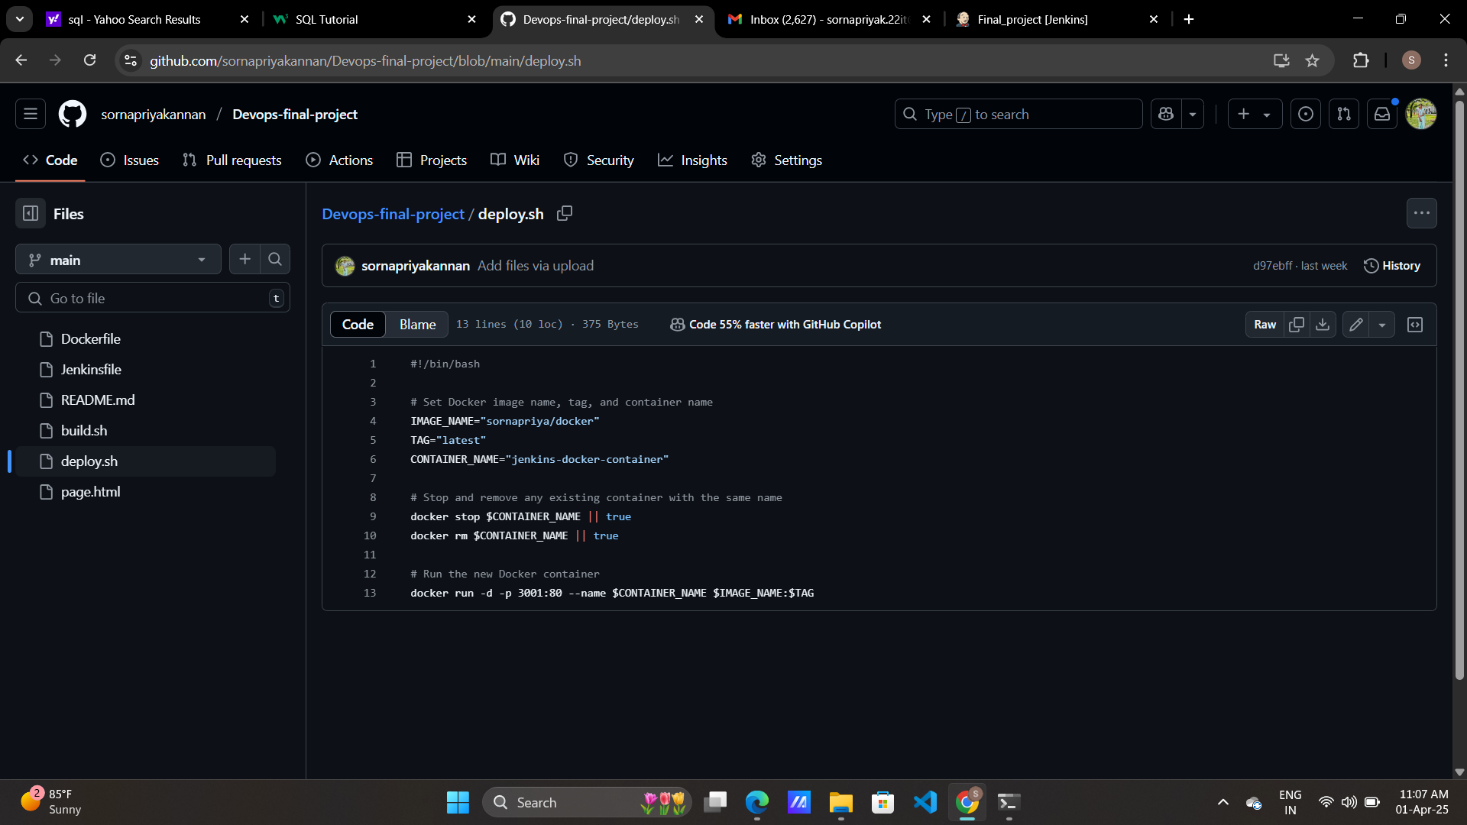 sql - Yahoo Search Results
SQL Tutorial
Devops-final-project/deploy.sh
Inbox (2,627) - sornapriyak.22it
Final_project [Jenkins]
github.com/sornapriyakannan/Devops-final-project/blob/main/deploy.sh
S
sornapriyakannan / Devops-final-project
Type / to search
Code
Issues
Pull requests
Actions
Projects
Wiki
Security
Insights
Settings
Files
main
Go to file
t
Dockerfile
Jenkinsfile
README.md
build.sh
deploy.sh
page.html
Devops-final-project / deploy.sh
sornapriyakannan Add files via upload
d97ebff · last week
History
Code
Blame
13 lines (10 loc) · 375 Bytes
Code 55% faster with GitHub Copilot
Raw
1 #!/bin/bash
2
3 # Set Docker image name, tag, and container name
4 IMAGE_NAME="sornapriya/docker"
5 TAG="latest"
6 CONTAINER_NAME="jenkins-docker-container"
7
8 # Stop and remove any existing container with the same name
9 docker stop $CONTAINER_NAME || true
10 docker rm $CONTAINER_NAME || true
11
12 # Run the new Docker container
13 docker run -d -p 3001:80 --name $CONTAINER_NAME $IMAGE_NAME:$TAG
2
85°F
Sunny
Search
S
ENG
IN
11:07 AM
01-Apr-25